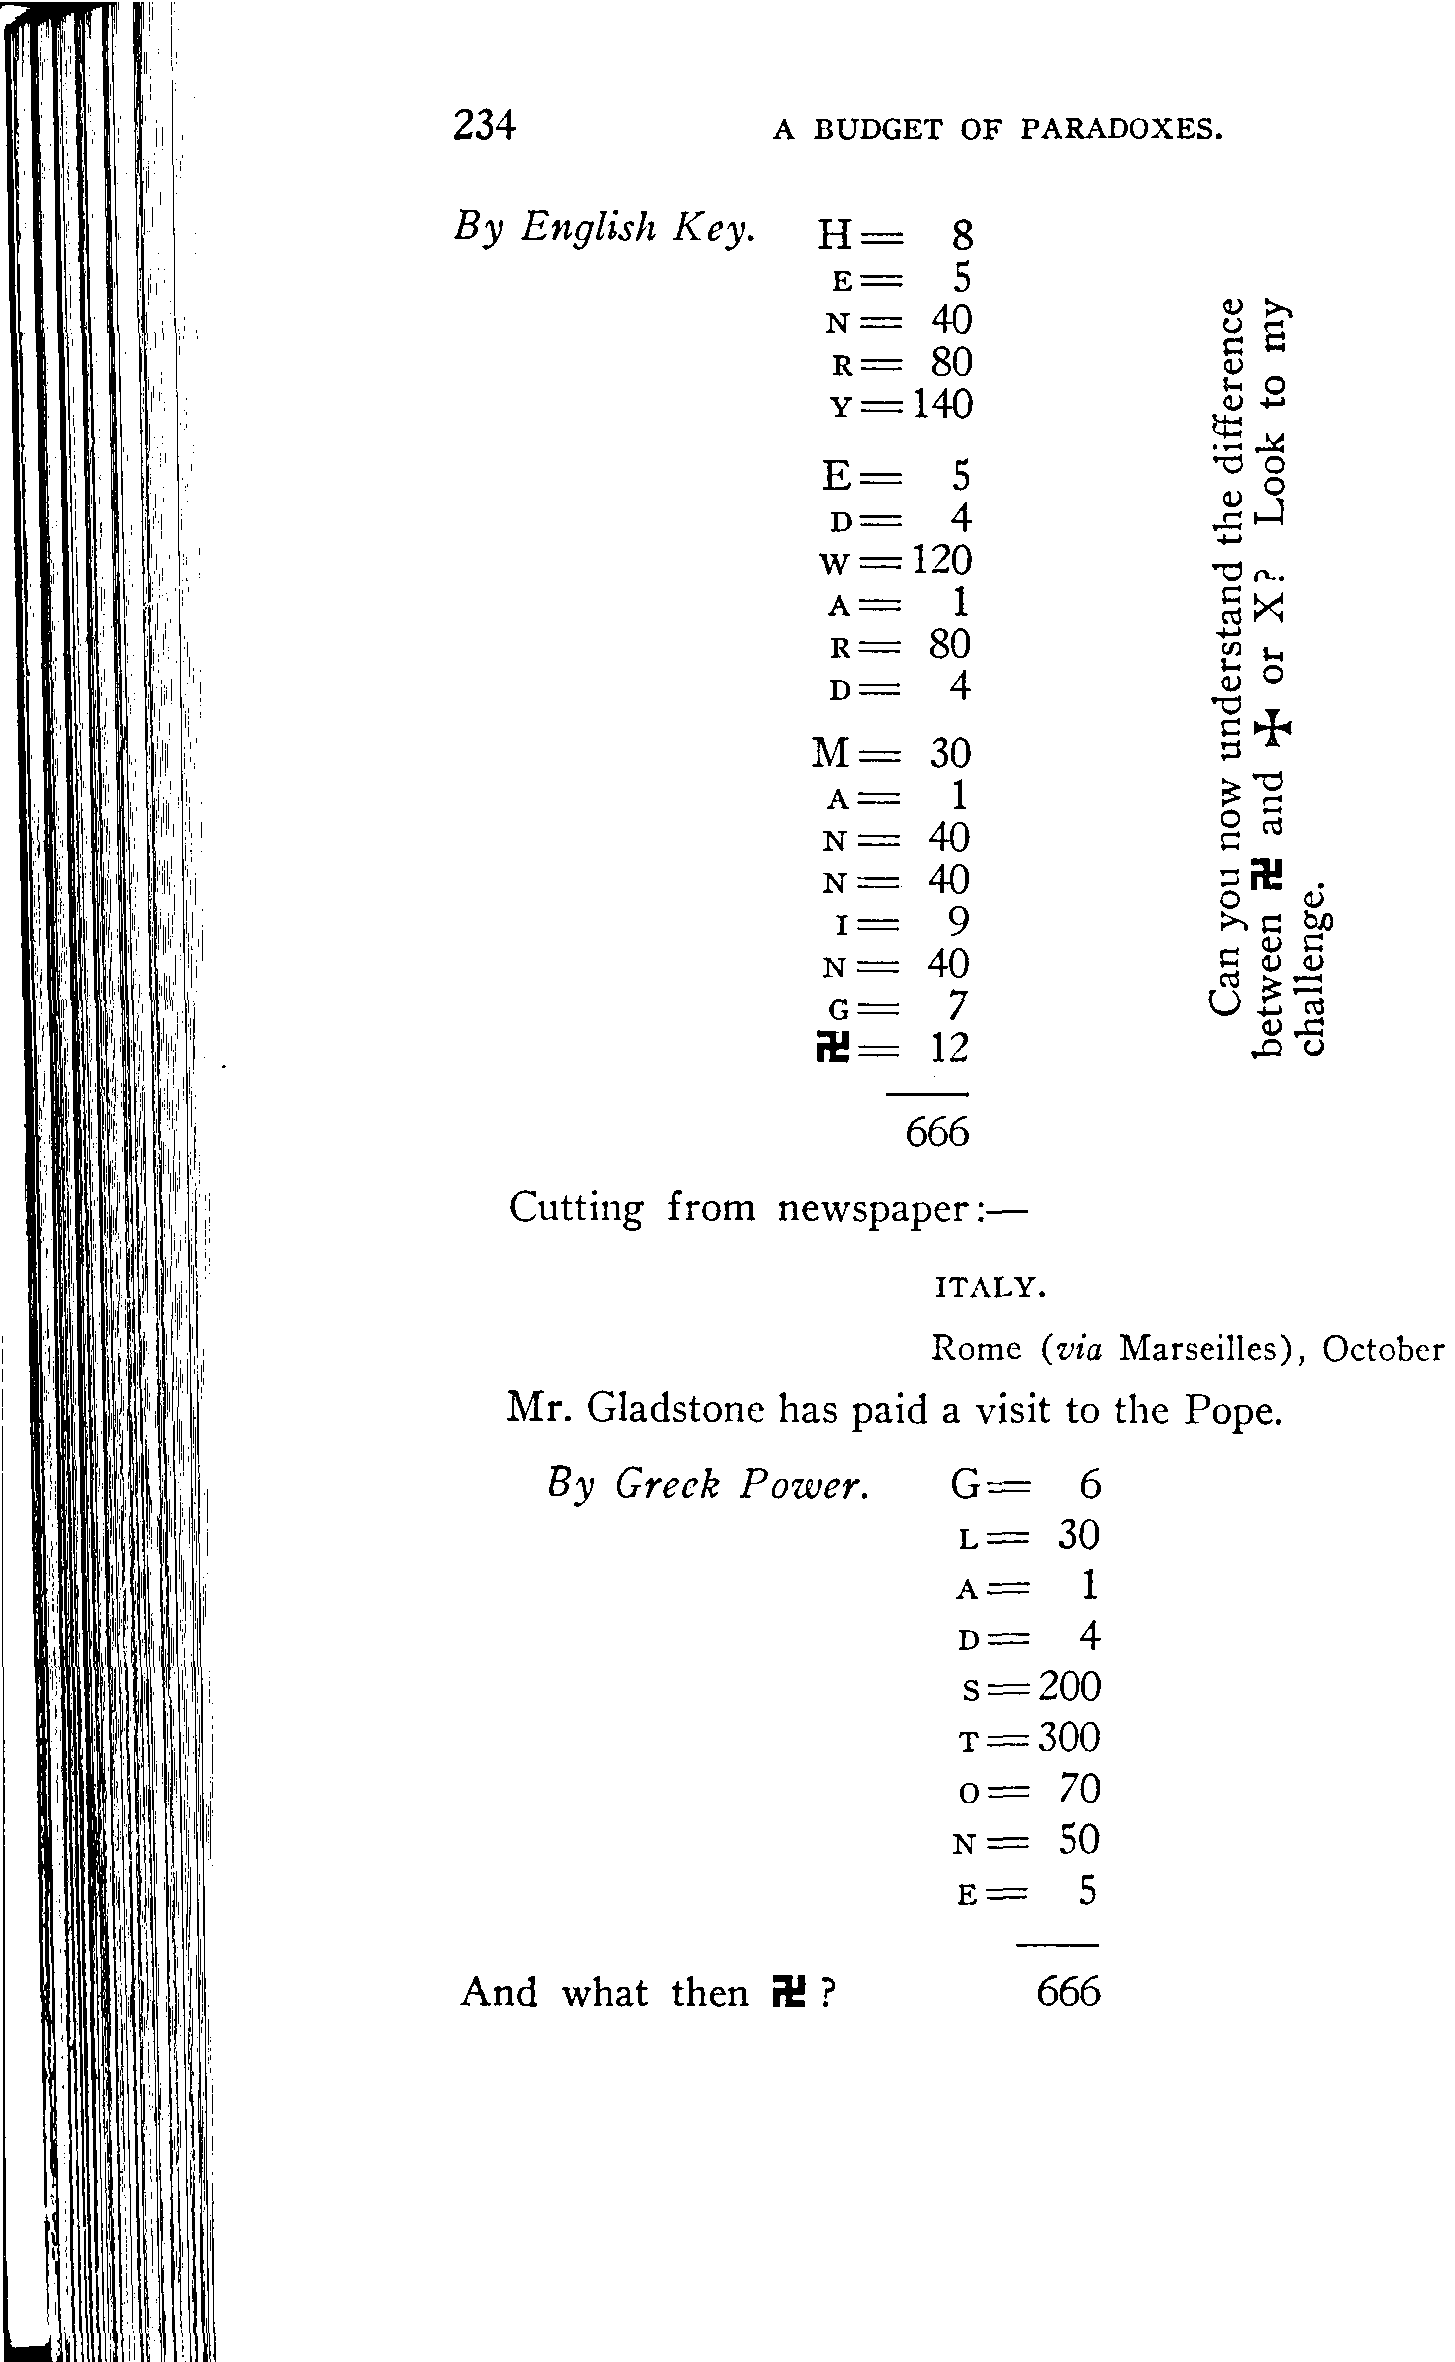 234 A BUDGET OF PARADOXES.
By English Key. H= 8
E= 5
N= 40
R= 80
Y=140
E= 5
D= 4
W=120
A= 1
R= 80
D= 4
M= 30
A= 1
N= 40
N= 40
I= 9
N= 40
G= 7
卍= 12
666
Can you now understand the difference
between 卍 and ✠ or X? Look to my
challenge.
Cutting from newspaper:—
ITALY.
Rome (via Marseilles), October
Mr. Gladstone has paid a visit to the Pope.
By Greek Power. G= 6
L= 30
A= 1
D= 4
S=200
T=300
O= 70
N= 50
E= 5
And what then 卍? 666